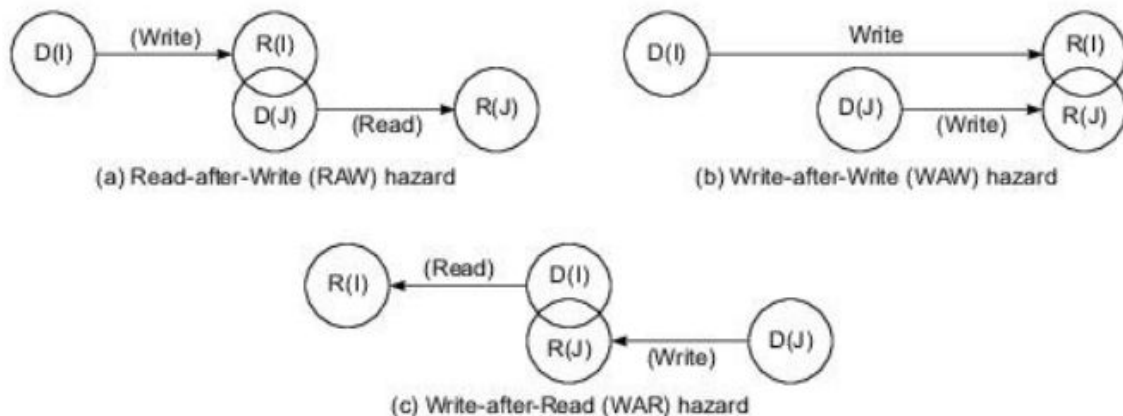 (Write)
D(I)
R(I)
D(J)
(Read)
R(J)
(a) Read-after-Write (RAW) hazard
Write
D(I)
R(I)
D(J)
(Write)
R(J)
(b) Write-after-Write (WAW) hazard
(Read)
R(I)
D(I)
R(J)
(Write)
D(J)
(c) Write-after-Read (WAR) hazard